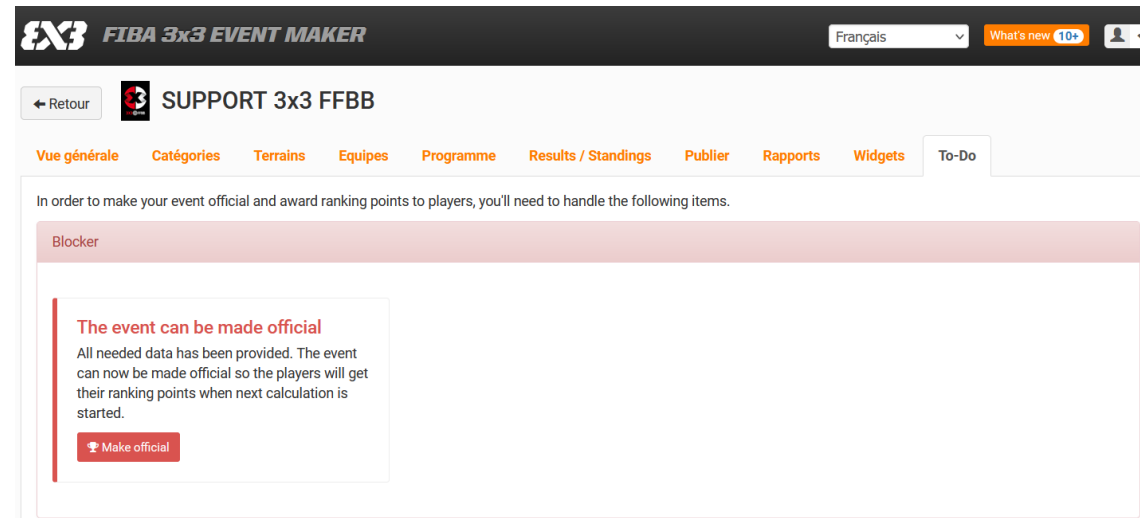 3X3 FIBA 3x3 EVENT MAKER Français What's new 10+
Retour SUPPORT 3x3 FFBB
Vue générale Catégories Terrains Equipes Programme Results / Standings Publier Rapports Widgets To-Do
In order to make your event official and award ranking points to players, you'll need to handle the following items.
Blocker
The event can be made official
All needed data has been provided. The event
can now be made official so the players will get
their ranking points when next calculation is
started.
Make official